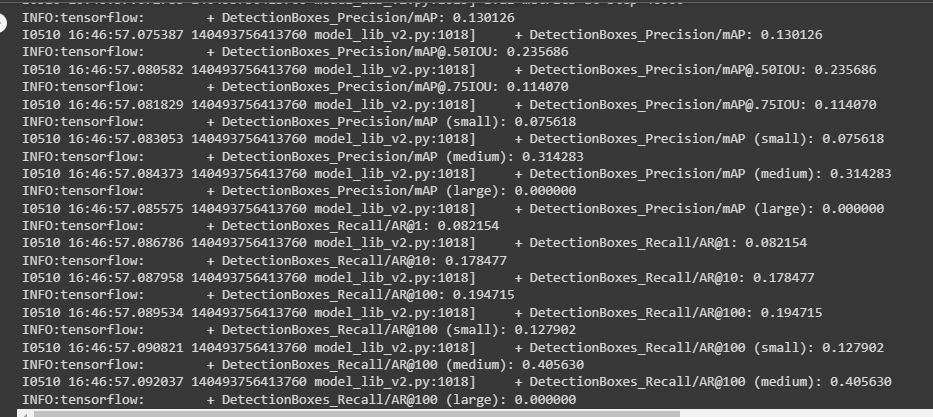 INFO:tensorflow:        + DetectionBoxes_Precision/mAP: 0.130126
I0510 16:46:57.075387 140493756413760 model_lib_v2.py:1018]     + DetectionBoxes_Precision/mAP: 0.130126
INFO:tensorflow:        + DetectionBoxes_Precision/mAP@.50IOU: 0.235686
I0510 16:46:57.080582 140493756413760 model_lib_v2.py:1018]     + DetectionBoxes_Precision/mAP@.50IOU: 0.235686
INFO:tensorflow:        + DetectionBoxes_Precision/mAP@.75IOU: 0.114070
I0510 16:46:57.081829 140493756413760 model_lib_v2.py:1018]     + DetectionBoxes_Precision/mAP@.75IOU: 0.114070
INFO:tensorflow:        + DetectionBoxes_Precision/mAP (small): 0.075618
I0510 16:46:57.083053 140493756413760 model_lib_v2.py:1018]     + DetectionBoxes_Precision/mAP (small): 0.075618
INFO:tensorflow:        + DetectionBoxes_Precision/mAP (medium): 0.314283
I0510 16:46:57.084373 140493756413760 model_lib_v2.py:1018]     + DetectionBoxes_Precision/mAP (medium): 0.314283
INFO:tensorflow:        + DetectionBoxes_Precision/mAP (large): 0.000000
I0510 16:46:57.085575 140493756413760 model_lib_v2.py:1018]     + DetectionBoxes_Precision/mAP (large): 0.000000
INFO:tensorflow:        + DetectionBoxes_Recall/AR@1: 0.082154
I0510 16:46:57.086786 140493756413760 model_lib_v2.py:1018]     + DetectionBoxes_Recall/AR@1: 0.082154
INFO:tensorflow:        + DetectionBoxes_Recall/AR@10: 0.178477
I0510 16:46:57.087958 140493756413760 model_lib_v2.py:1018]     + DetectionBoxes_Recall/AR@10: 0.178477
INFO:tensorflow:        + DetectionBoxes_Recall/AR@100: 0.194715
I0510 16:46:57.089534 140493756413760 model_lib_v2.py:1018]     + DetectionBoxes_Recall/AR@100: 0.194715
INFO:tensorflow:        + DetectionBoxes_Recall/AR@100 (small): 0.127902
I0510 16:46:57.090821 140493756413760 model_lib_v2.py:1018]     + DetectionBoxes_Recall/AR@100 (small): 0.127902
INFO:tensorflow:        + DetectionBoxes_Recall/AR@100 (medium): 0.405630
I0510 16:46:57.092037 140493756413760 model_lib_v2.py:1018]     + DetectionBoxes_Recall/AR@100 (medium): 0.405630
INFO:tensorflow:        + DetectionBoxes_Recall/AR@100 (large): 0.000000